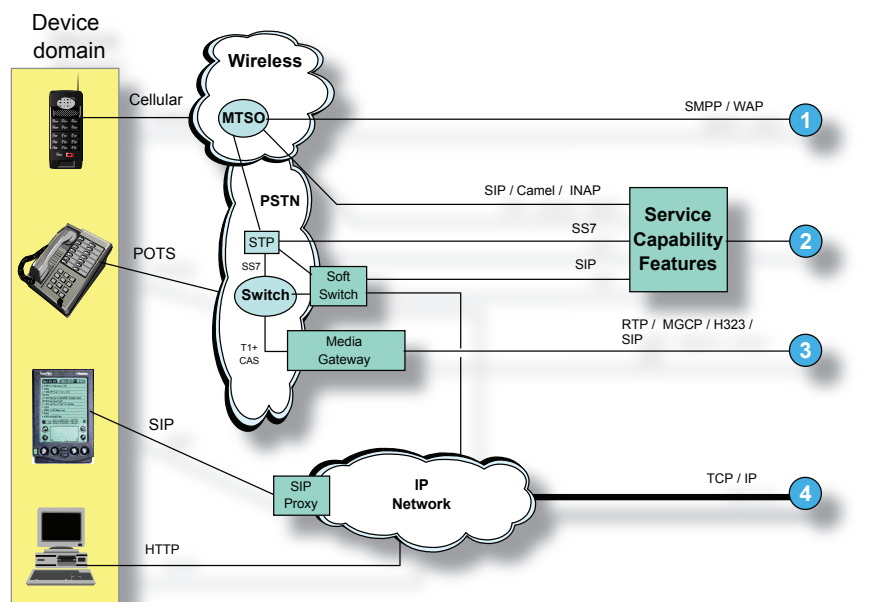 Device
domain
Wireless
Cellular
MTSO
SMPP / WAP
1
PSTN
SIP / Camel / INAP
Service
Capability
Features
STP
SS7
2
POTS
SS7
SIP
Soft
Switch
Switch
T1+
CAS
Media
Gateway
RTP / MGCP / H323 /
SIP
3
SIP
SIP
Proxy
IP
Network
TCP / IP
4
HTTP